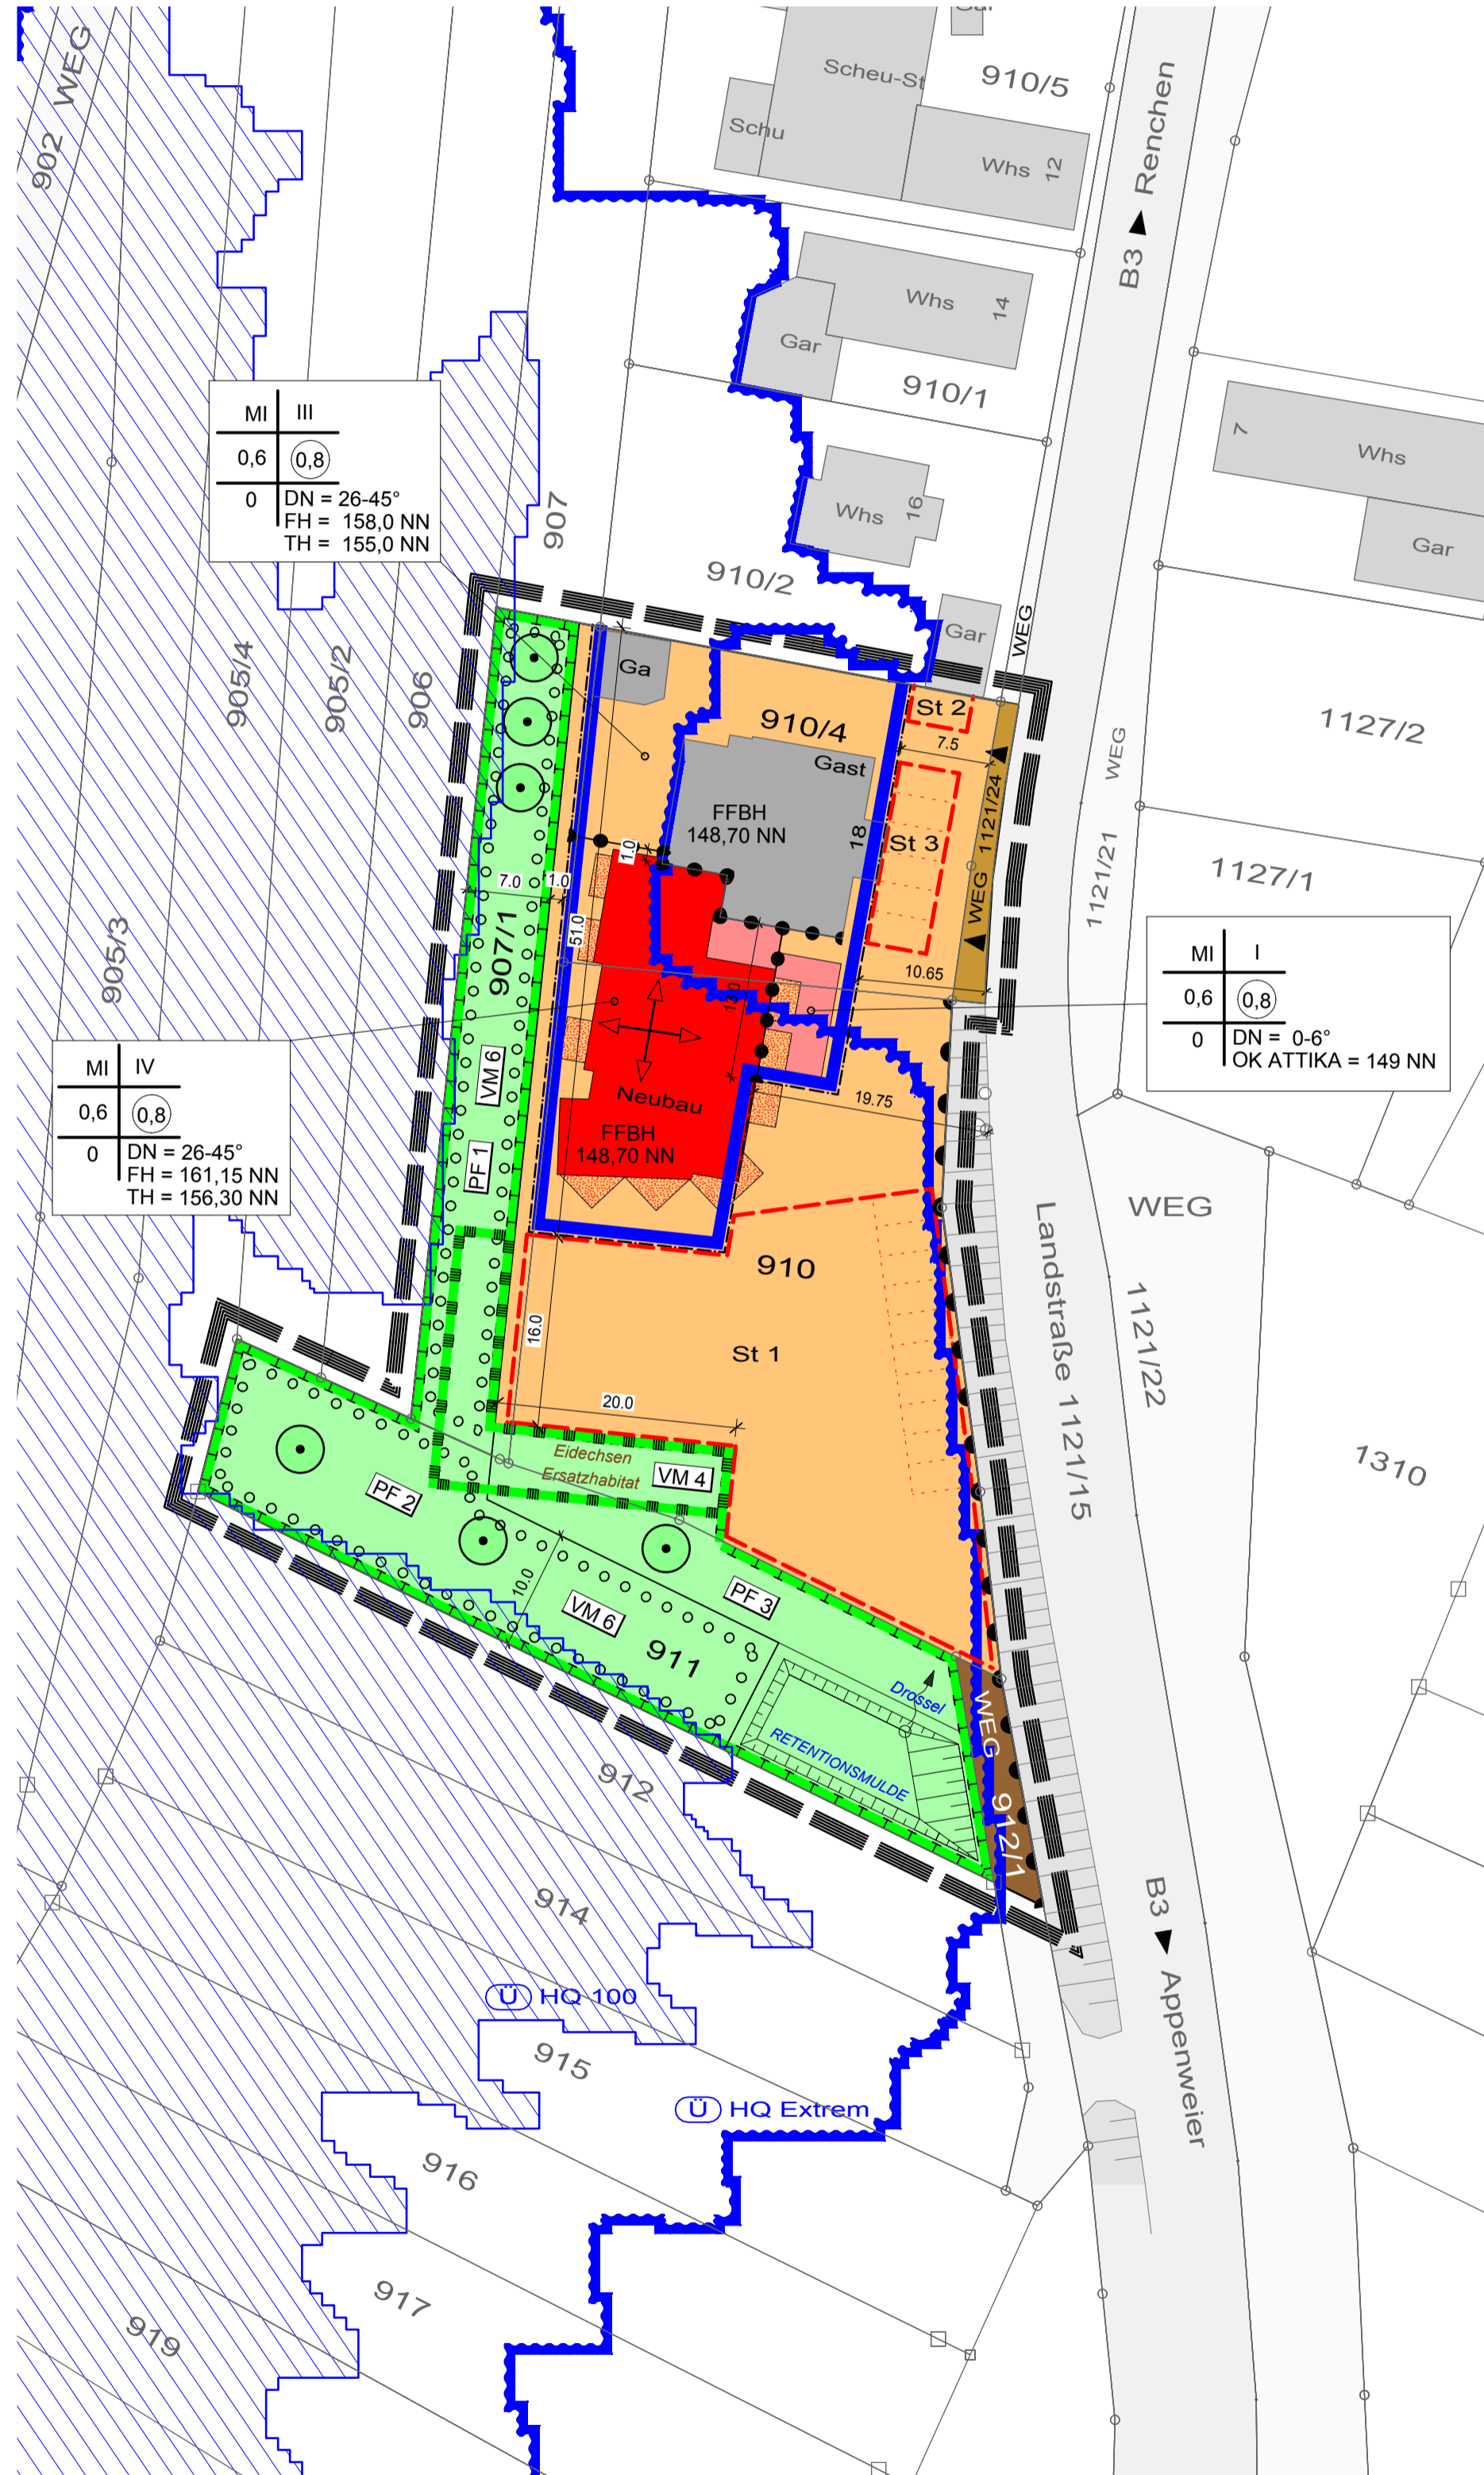 902 WEG
Gar
Scheu-St
910/5
Schu
Whs
12
B3 ▶ Renchen
Whs
14
Gar
910/1
7
Whs
Gar
MI III
0,6 0,8
0 DN = 26-45°
FH = 158,0 NN
TH = 155,0 NN
907
Whs
16
910/2
Gar
WEG
905/4
905/2
906
Ga
910/4
St 2
7.5
Gast
FFBH
148,70 NN
18
St 3
WEG 1121/24
1127/2
WEG
1121/21
1127/1
1.0
7.0
1.0
51.0
907/1
905/3
10.65
13.0
MI I
0,6 0,8
0 DN = 0-6°
OK ATTIKA = 149 NN
MI IV
0,6 0,8
0 DN = 26-45°
FH = 161,15 NN
TH = 156,30 NN
VM 6
PF 1
Neubau
FFBH
148,70 NN
19.75
910
WEG
1121/22
Landstraße 1121/15
16.0
St 1
20.0
Eidechsen
Ersatzhabitat
VM 4
PF 2
1310
10.0
VM 6
PF 3
911
Drossel
RETENTIONSMULDE
WEG
912/1
912
914
B3 ◀ Appenweier
Ü HQ 100
915
Ü HQ Extrem
916
917
919